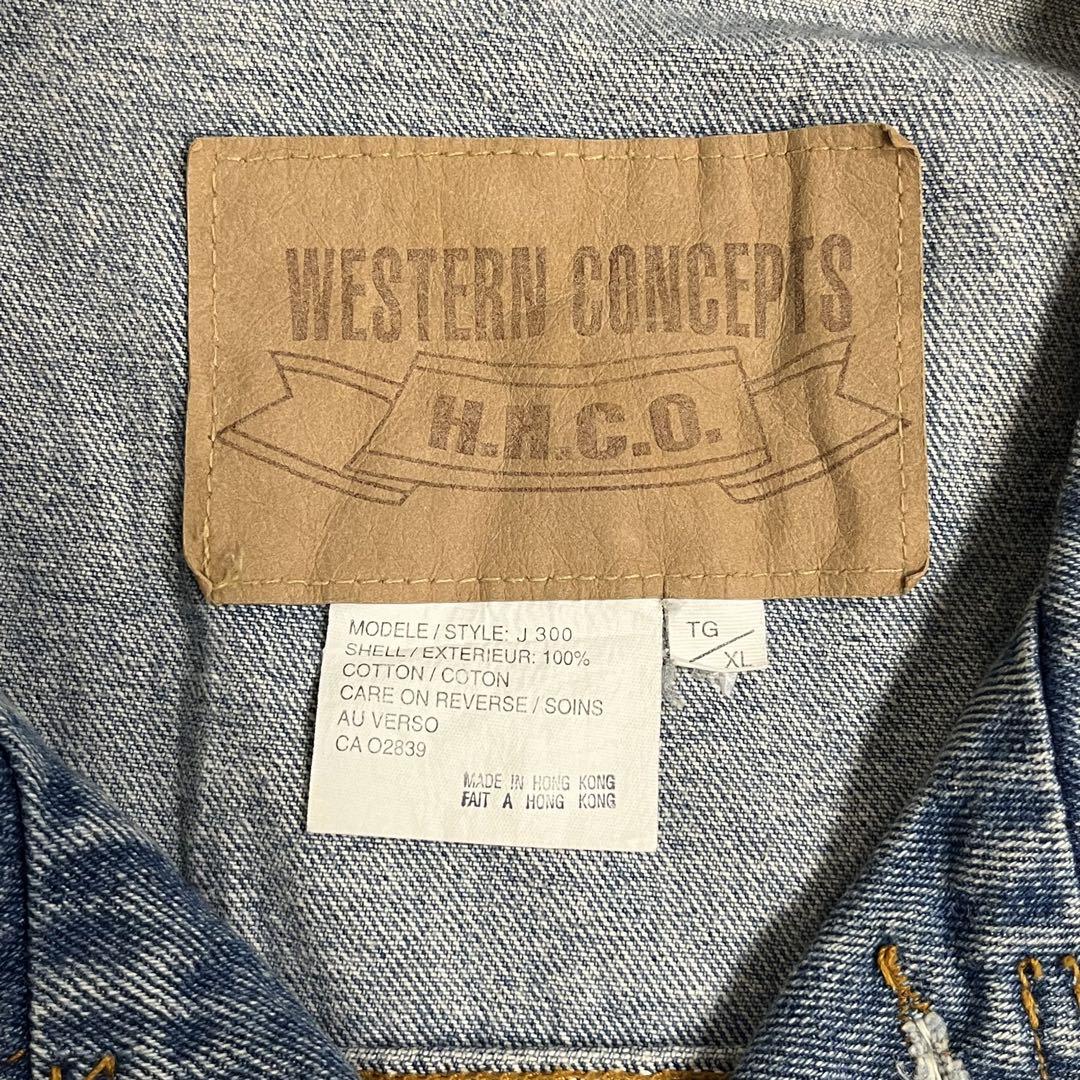 WESTERN CONCEPTS
H.H.C.O.
MODELE / STYLE: J 300
SHELL / EXTERIEUR: 100%
COTTON / COTON
CARE ON REVERSE / SOINS
AU VERSO
CA O2839
MADE IN HONG KONG
FAIT A HONG KONG
TG / XL